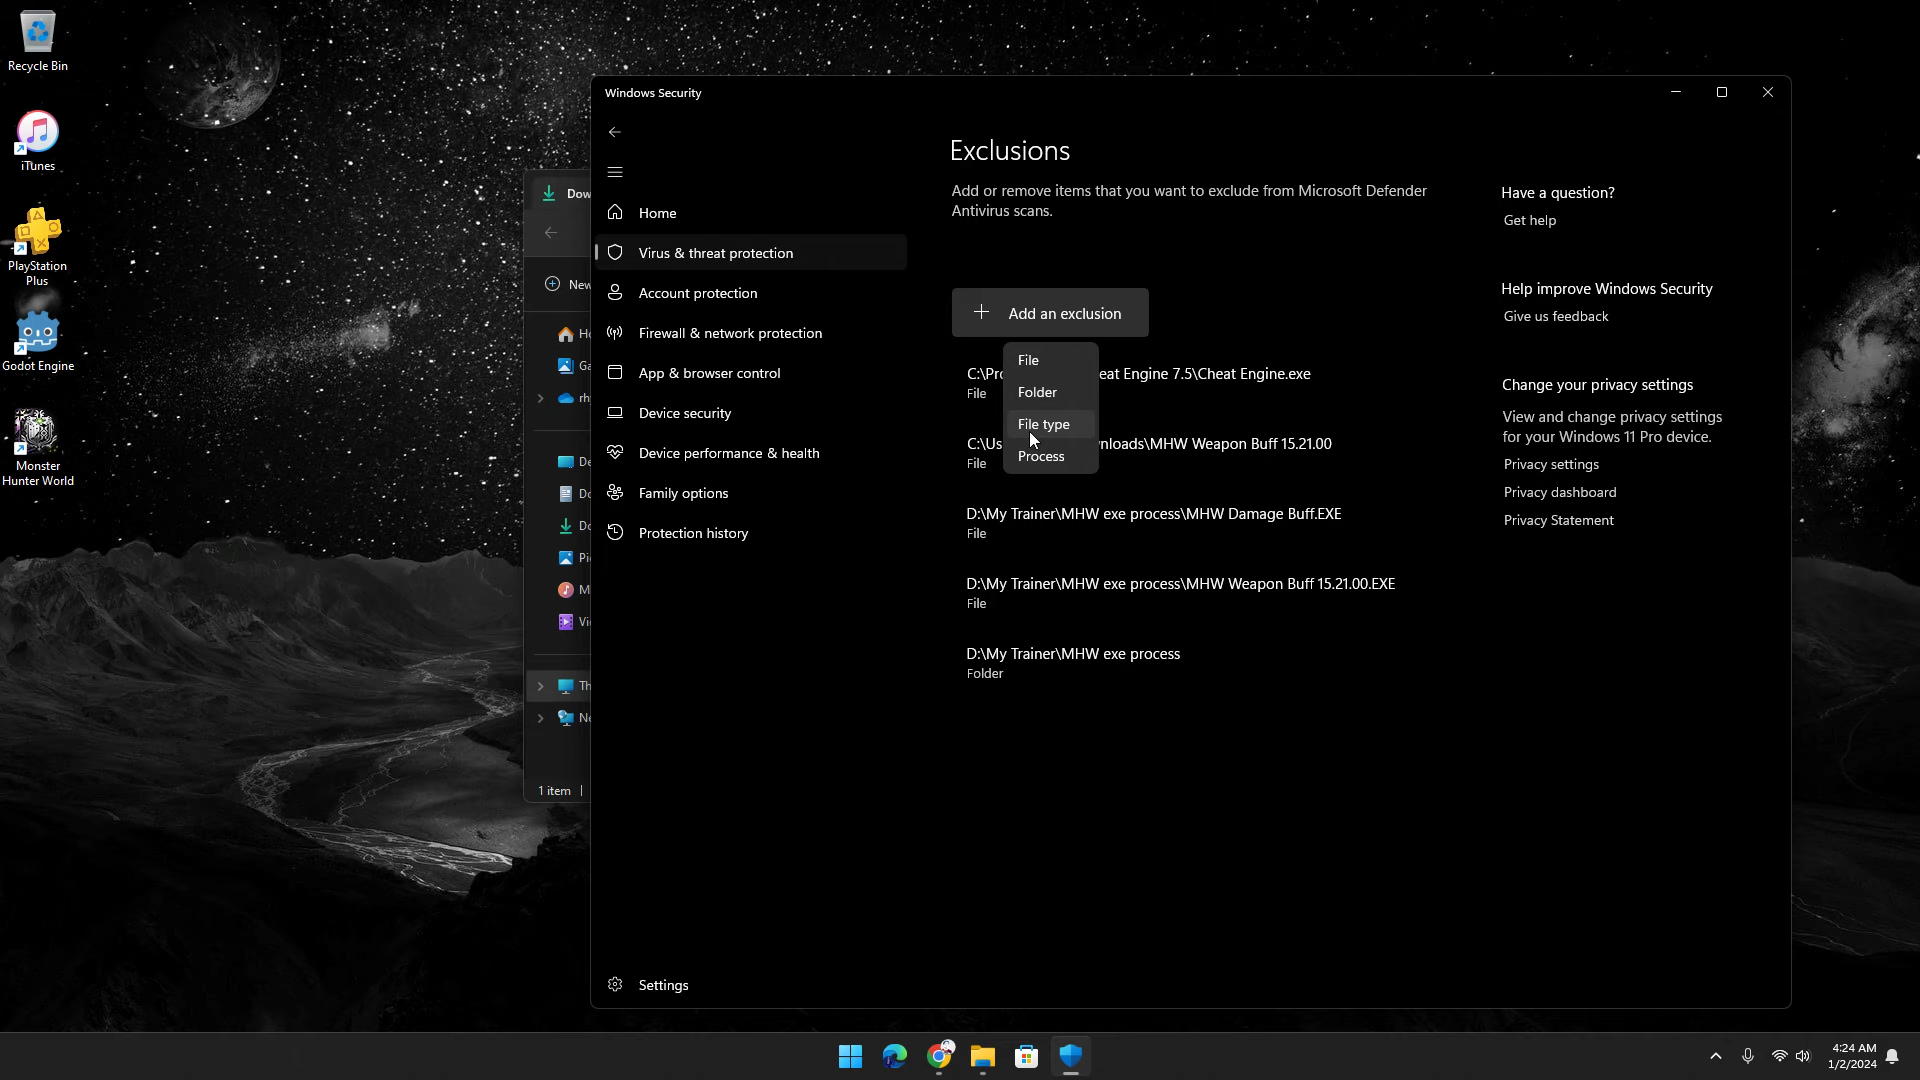 Recycle Bin
iTunes
PlayStation
Plus
Godot Engine
Monster
Hunter World
Dow
New
1 item
Windows Security
Home
Virus & threat protection
Account protection
Firewall & network protection
App & browser control
Device security
Device performance & health
Family options
Protection history
Settings
Exclusions
Add or remove items that you want to exclude from Microsoft Defender
Antivirus scans.
Add an exclusion
File
Folder
File type
Process
C:\Pro eat Engine 7.5\Cheat Engine.exe
File
C:\Us nloads\MHW Weapon Buff 15.21.00
File
D:\My Trainer\MHW exe process\MHW Damage Buff.EXE
File
D:\My Trainer\MHW exe process\MHW Weapon Buff 15.21.00.EXE
File
D:\My Trainer\MHW exe process
Folder
Have a question?
Get help
Help improve Windows Security
Give us feedback
Change your privacy settings
View and change privacy settings
for your Windows 11 Pro device.
Privacy settings
Privacy dashboard
Privacy Statement
4:24 AM
1/2/2024